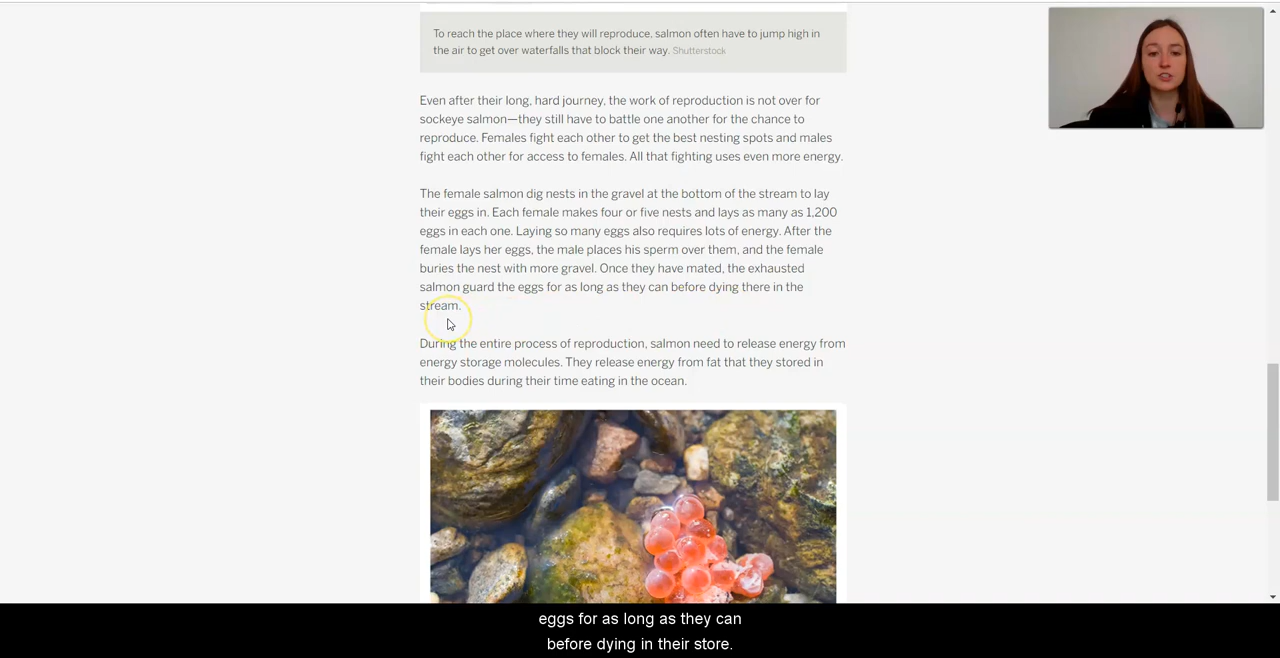 To reach the place where they will reproduce, salmon often have to jump high in
the air to get over waterfalls that block their way. Shutterstock
Even after their long, hard journey, the work of reproduction is not over for
sockeye salmon—they still have to battle one another for the chance to
reproduce. Females fight each other to get the best nesting spots and males
fight each other for access to females. All that fighting uses even more energy.
The female salmon dig nests in the gravel at the bottom of the stream to lay
their eggs in. Each female makes four or five nests and lays as many as 1,200
eggs in each one. Laying so many eggs also requires lots of energy. After the
female lays her eggs, the male places his sperm over them, and the female
buries the nest with more gravel. Once they have mated, the exhausted
salmon guard the eggs for as long as they can before dying there in the
stream.
During the entire process of reproduction, salmon need to release energy from
energy storage molecules. They release energy from fat that they stored in
their bodies during their time eating in the ocean.
eggs for as long as they can
before dying in their store.